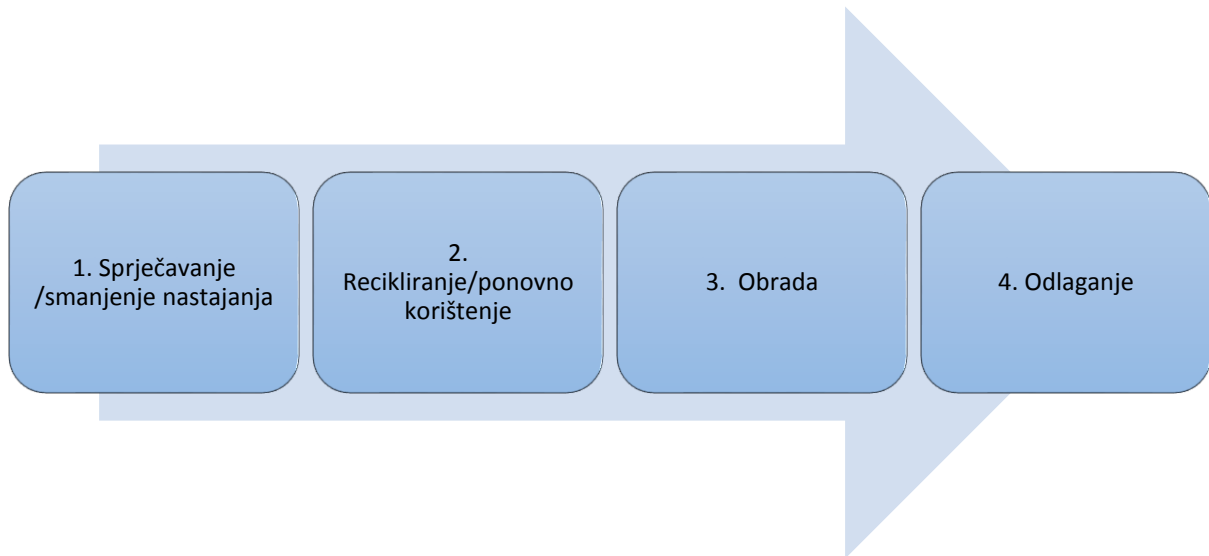 1. Sprječavanje
/smanjenje nastajanja
2.
Recikliranje/ponovno
korištenje
3. Obrada
4. Odlaganje